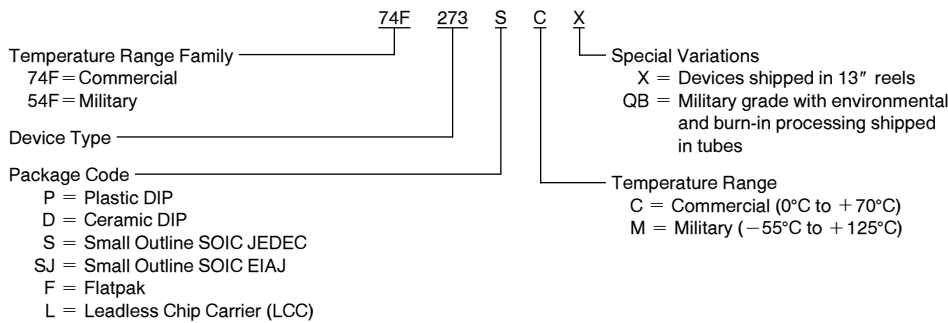 74F 273 S C X
Temperature Range Family
74F = Commercial
54F = Military
Device Type
Package Code
P = Plastic DIP
D = Ceramic DIP
S = Small Outline SOIC JEDEC
SJ = Small Outline SOIC EIAJ
F = Flatpak
L = Leadless Chip Carrier (LCC)
Special Variations
X = Devices shipped in 13″ reels
QB = Military grade with environmental
and burn-in processing shipped
in tubes
Temperature Range
C = Commercial (0°C to +70°C)
M = Military (−55°C to +125°C)